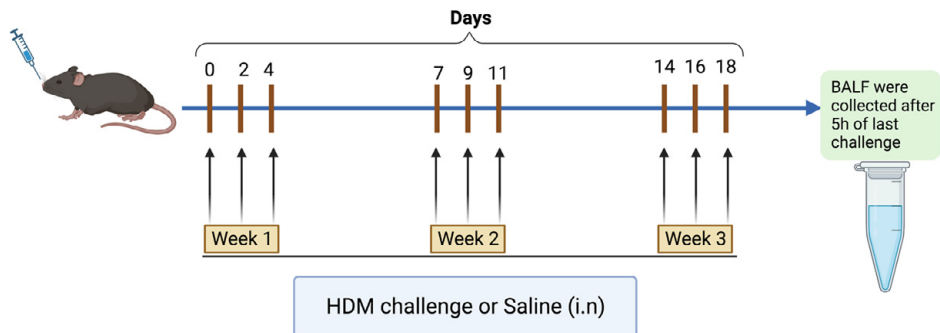 Days
0 2 4 7 9 11 14 16 18
BALF were
collected after
5h of last
challenge
Week 1 Week 2 Week 3
HDM challenge or Saline (i.n)